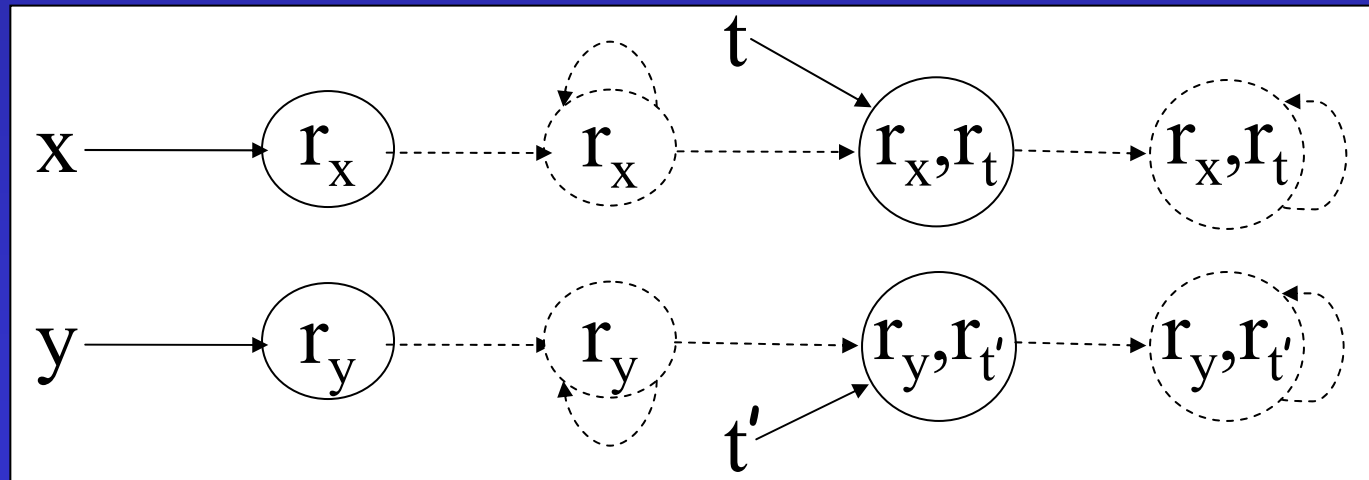 t
x r_x r_x r_x,r_t r_x,r_t
y r_y r_y r_y,r_t' r_y,r_t'
t'